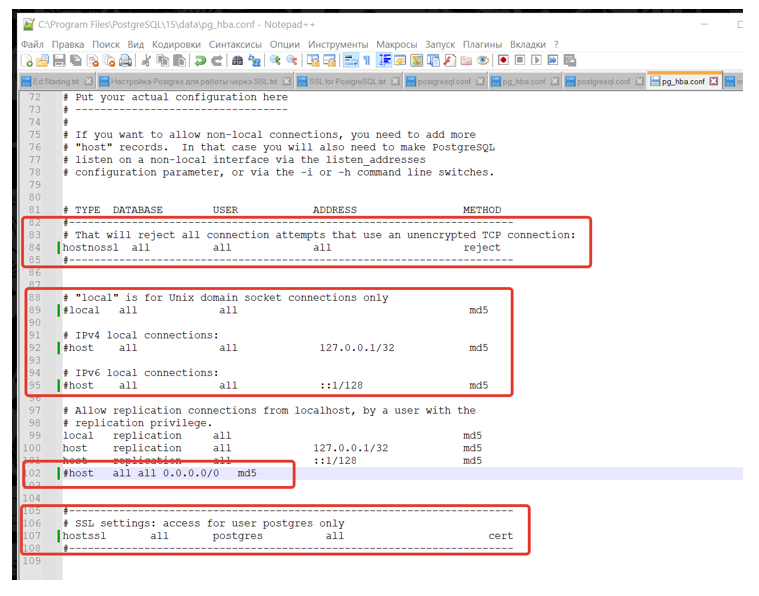 C:\Program Files\PostgreSQL\15\data\pg_hba.conf - Notepad++
Файл Правка Поиск Вид Кодировки Синтаксисы Опции Инструменты Макросы Запуск Плагины Вкладки ?
Ed Starting.txt Настройка Postgres для работы через SSL.txt SSL for PostgreSQL.txt postgresql.conf pg_hba.conf postgresql.conf pg_hba.conf
72 # Put your actual configuration here
73 # ----------------------------------
74 #
75 # If you want to allow non-local connections, you need to add more
76 # "host" records. In that case you will also need to make PostgreSQL
77 # listen on a non-local interface via the listen_addresses
78 # configuration parameter, or via the -i or -h command line switches.
79
80
81 # TYPE DATABASE USER ADDRESS METHOD
82 #-----------------------------------------------------------------------
83 # That will reject all connection attempts that use an unencrypted TCP connection:
84 hostnossl all all all reject
85 #-----------------------------------------------------------------------
86
87
88 # "local" is for Unix domain socket connections only
89 #local all all md5
90
91 # IPv4 local connections:
92 #host all all 127.0.0.1/32 md5
93
94 # IPv6 local connections:
95 #host all all ::1/128 md5
96
97 # Allow replication connections from localhost, by a user with the
98 # replication privilege.
99 local replication all md5
100 host replication all 127.0.0.1/32 md5
101 host replication all ::1/128 md5
102 #host all all 0.0.0.0/0 md5
103
104
105 #-----------------------------------------------------------------------
106 # SSL settings: access for user postgres only
107 hostssl all postgres all cert
108 #-----------------------------------------------------------------------
109